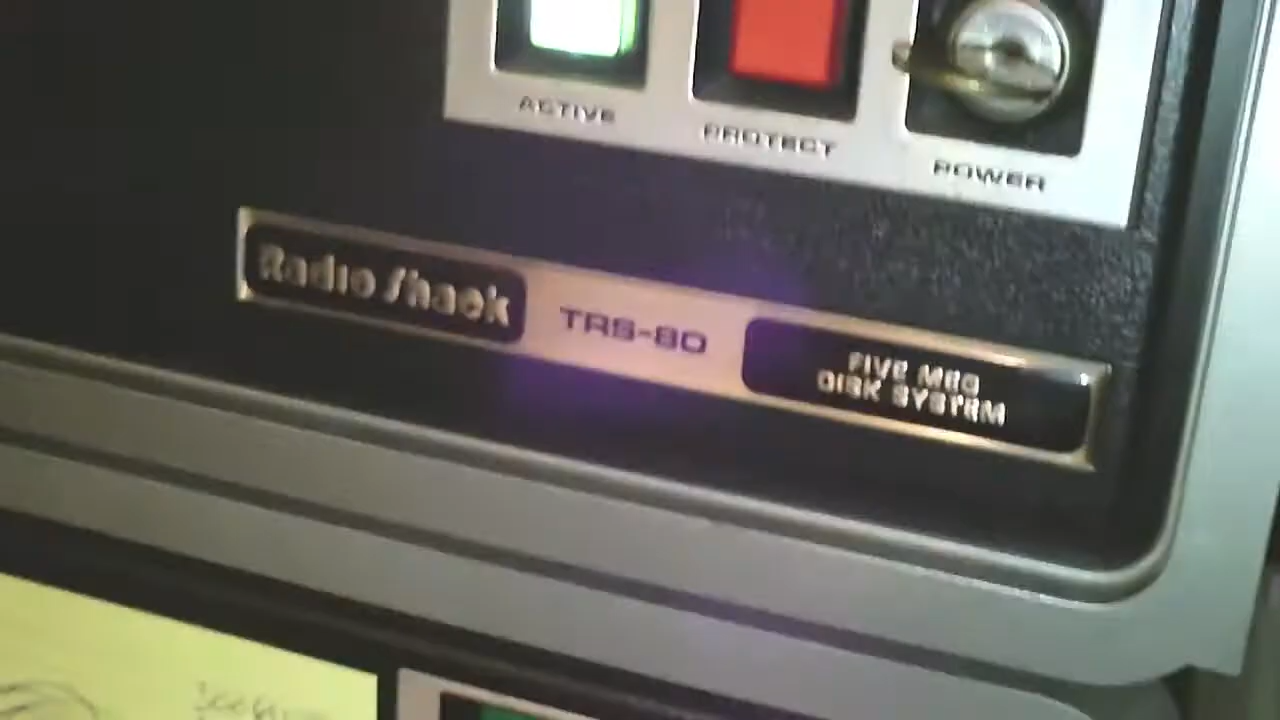 ACTIVE
PROTECT
POWER
Radio Shack
TRS-80
FIVE MEG
DISK SYSTEM